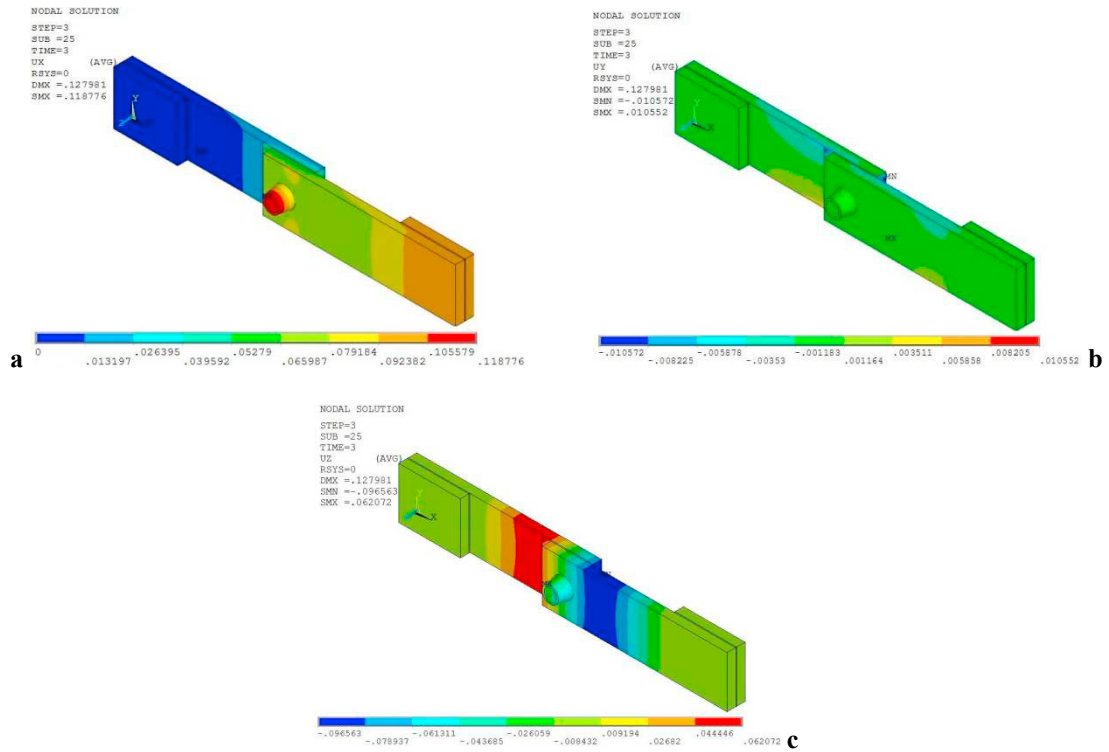 NODAL SOLUTION
STEP=3
SUB =25
TIME=3
UX (AVG)
RSYS=0
DMX =.127981
SMX =.118776
Y
0 .026395 .05279 .079184 .105579
.013197 .039592 .065987 .092382 .118776
a
NODAL SOLUTION
STEP=3
SUB =25
TIME=3
UY (AVG)
RSYS=0
DMX =.127981
SMN =-.010572
SMX =.010552
Y
X
MN
MX
-.010572 -.005878 -.001183 .003511 .008205
-.008225 -.00353 .001164 .005858 .010552
b
NODAL SOLUTION
STEP=3
SUB =25
TIME=3
UZ (AVG)
RSYS=0
DMX =.127981
SMN =-.096563
SMX =.062072
Y
X
-.096563 -.061311 -.026059 .009194 .044446
-.078937 -.043685 -.008432 .02682 .062072
c